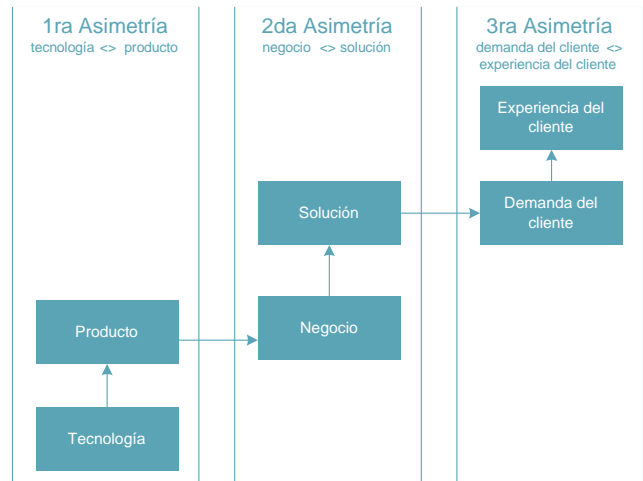 1ra Asimetría
tecnología <> producto
2da Asimetría
negocio <> solución
3ra Asimetría
demanda del cliente <>
experiencia del cliente
Experiencia del
cliente
Solución
Demanda del
cliente
Producto
Negocio
Tecnología